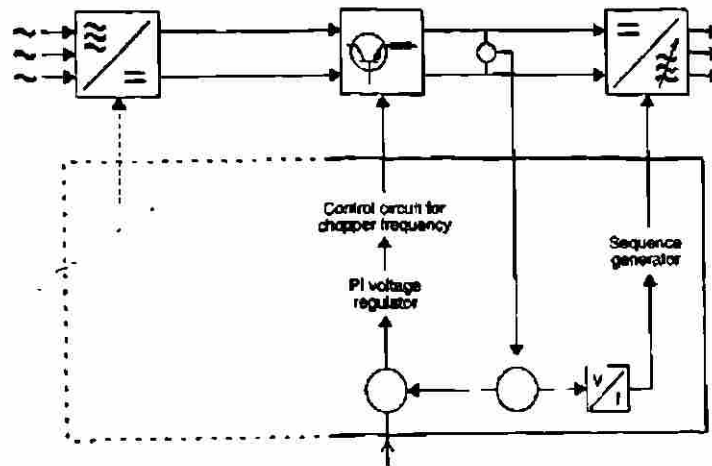 Control circuit for
chopper frequency
PI voltage
regulator
Sequence
generator
V
f